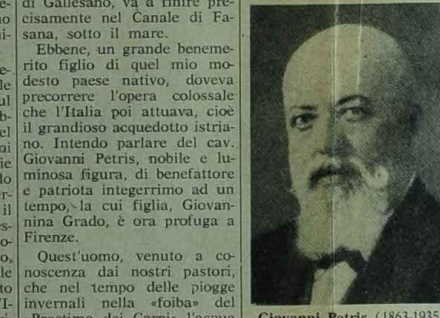 di Gallesano, va a finire pre-
cisamente nel Canale di Fa-
sana, sotto il mare.
Ebbene, un grande beneme-
rito figlio di quel mio mo-
desto paese nativo, doveva
precorrere l'opera colossale
che l'Italia poi attuava, cioè
il grandioso acquedotto istria-
no. Intendo parlare del cav.
Giovanni Petris, nobile e lu-
minosa figura, di benefattore
e patriota integerrimo ad un
tempo, la cui figlia, Giovan-
nina Grado, è ora profuga a
Firenze.
Quest'uomo, venuto a co-
noscenza dai nostri pastori,
che nel tempo delle piogge
invernali nella «foiba» del
l'acqua
Giovanni Petris (1863-1935